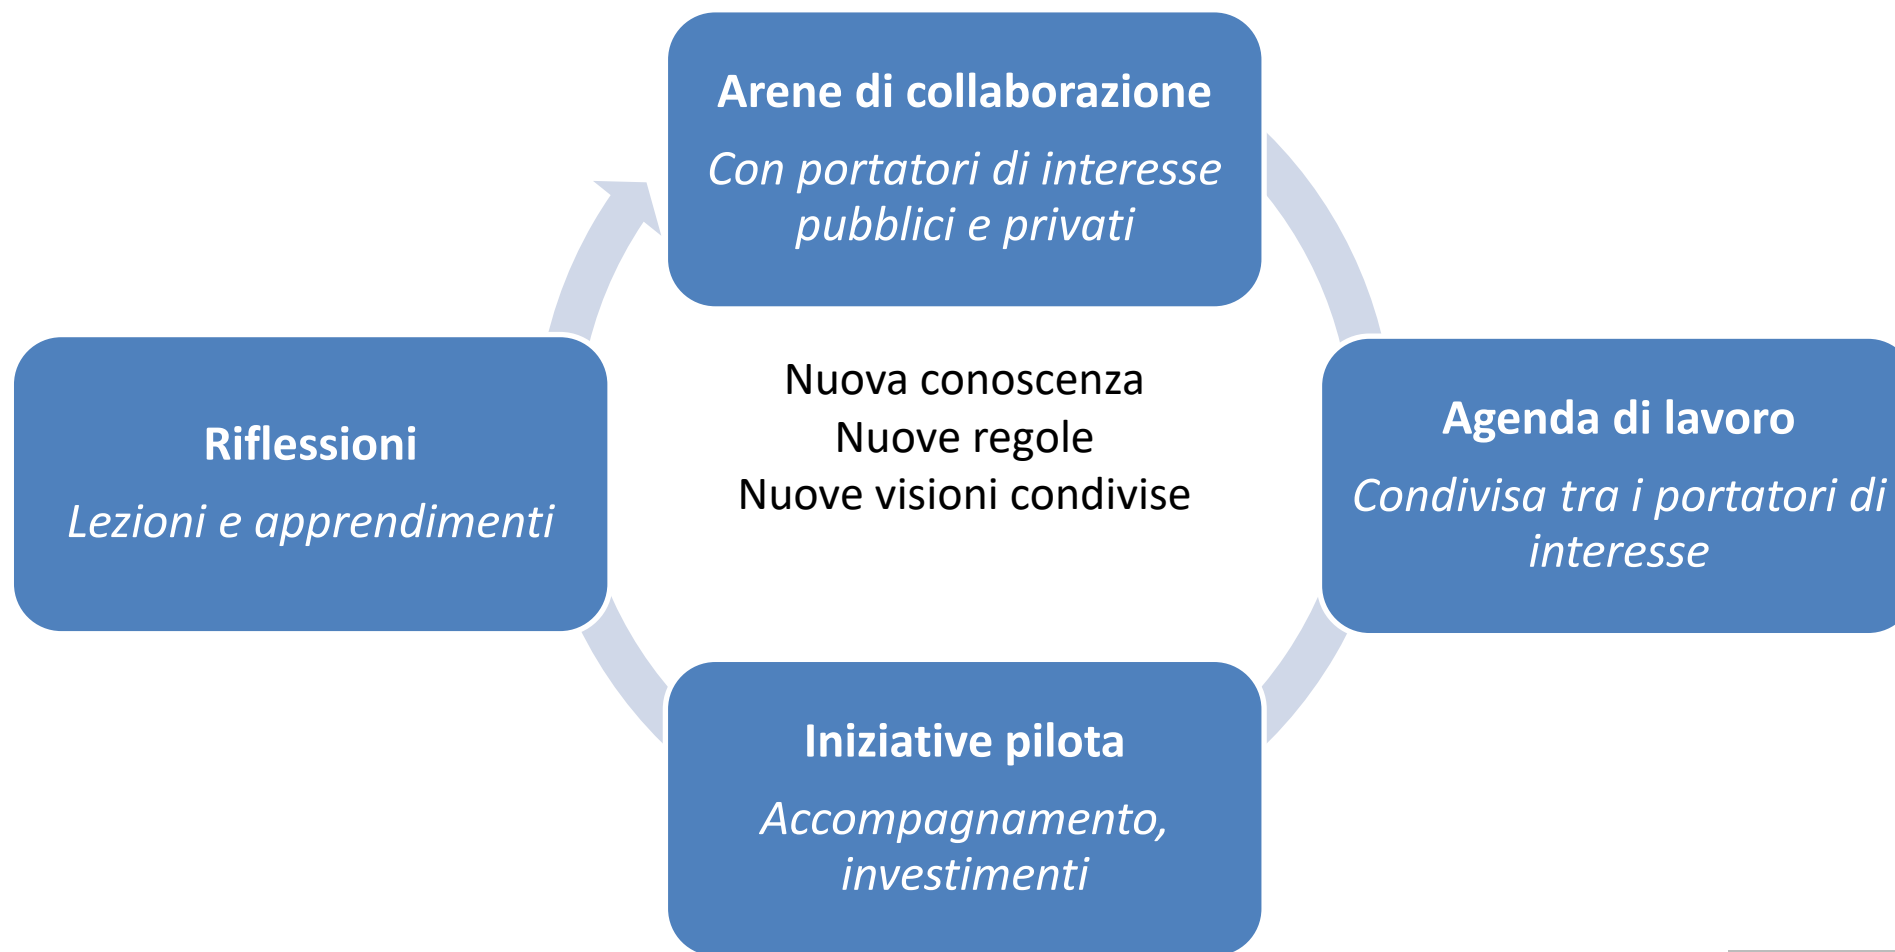 Arene di collaborazione
Con portatori di interesse
pubblici e privati
Nuova conoscenza
Nuove regole
Nuove visioni condivise
Agenda di lavoro
Condivisa tra i portatori di
interesse
Riflessioni
Lezioni e apprendimenti
Iniziative pilota
Accompagnamento,
investimenti